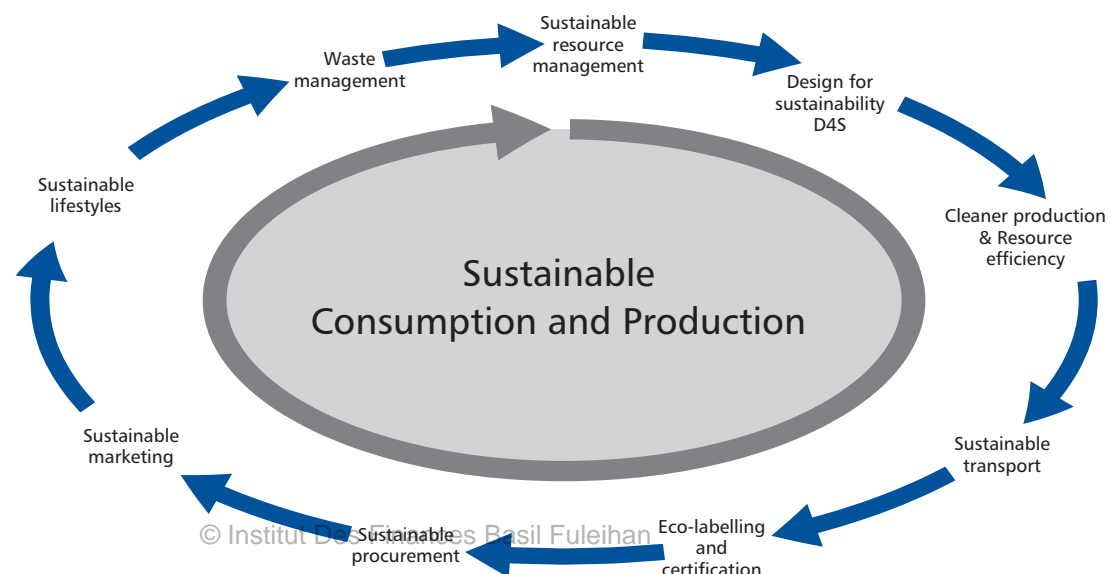 Sustainable
resource
management
Design for
sustainability
D4S
Cleaner production
& Resource
efficiency
Sustainable
transport
Eco-labelling
and
certification
Sustainable
procurement
Sustainable
marketing
Sustainable
lifestyles
Waste
management
Sustainable
Consumption and Production
© Institut Des Finances Basil Fuleihan